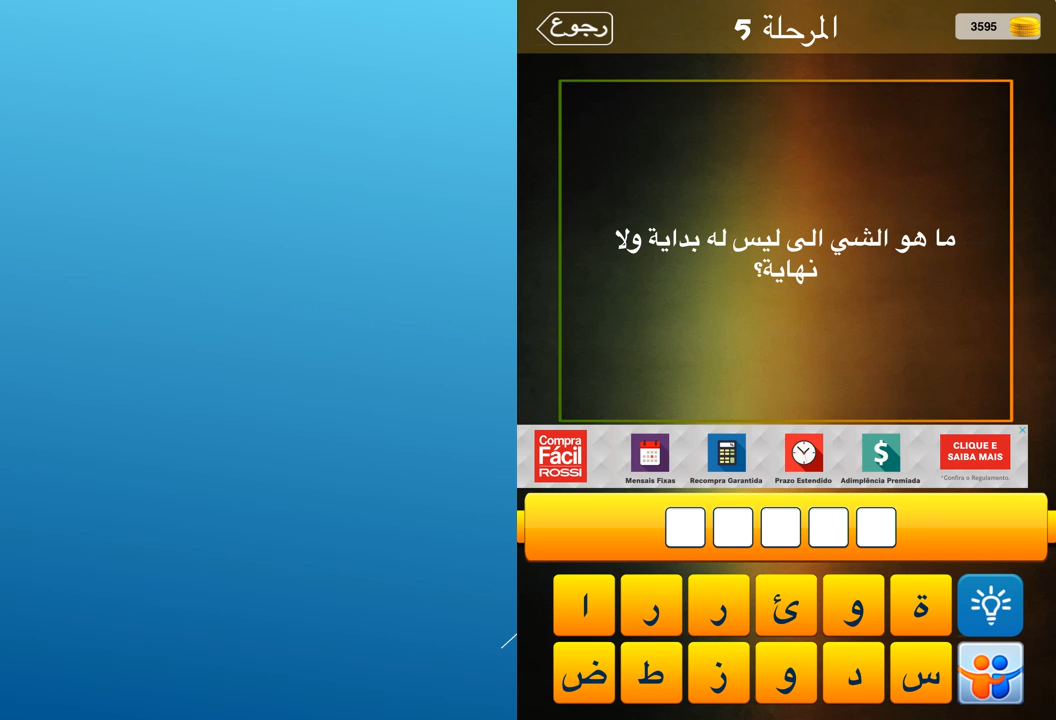 رجوع
المرحلة 5
3595
ما هو الشي الى ليس له بداية ولا
نهاية؟
Compra
Fácil
ROSSI
Mensais Fixas
Recompra Garantida
Prazo Estendido
Adimplência Premiada
CLIQUE E
SAIBA MAIS
*Confira o Regulamento.
ة و ئ ر ر ا
س د و ز ط ض